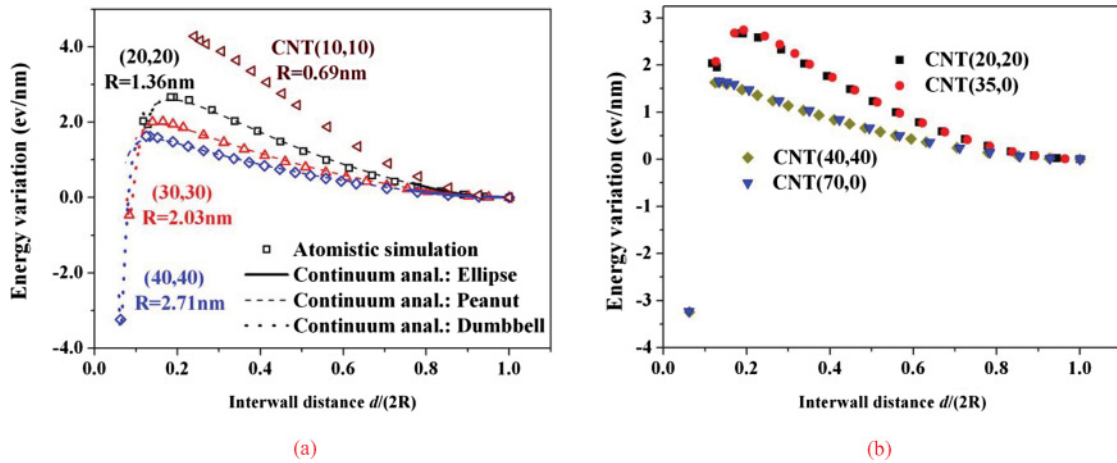 4.0
2.0
0.0
-2.0
-4.0
Energy variation (ev/nm)
(20,20)
R=1.36nm
CNT(10,10)
R=0.69nm
(30,30)
R=2.03nm
(40,40)
R=2.71nm
Atomistic simulation
Continuum anal.: Ellipse
Continuum anal.: Peanut
Continuum anal.: Dumbbell
0.0 0.2 0.4 0.6 0.8 1.0
Interwall distance d/(2R)
(a)
3
2
1
0
-1
-2
-3
-4
Energy variation (ev/nm)
CNT(20,20)
CNT(35,0)
CNT(40,40)
CNT(70,0)
0.0 0.2 0.4 0.6 0.8 1.0
Interwall distance d/(2R)
(b)